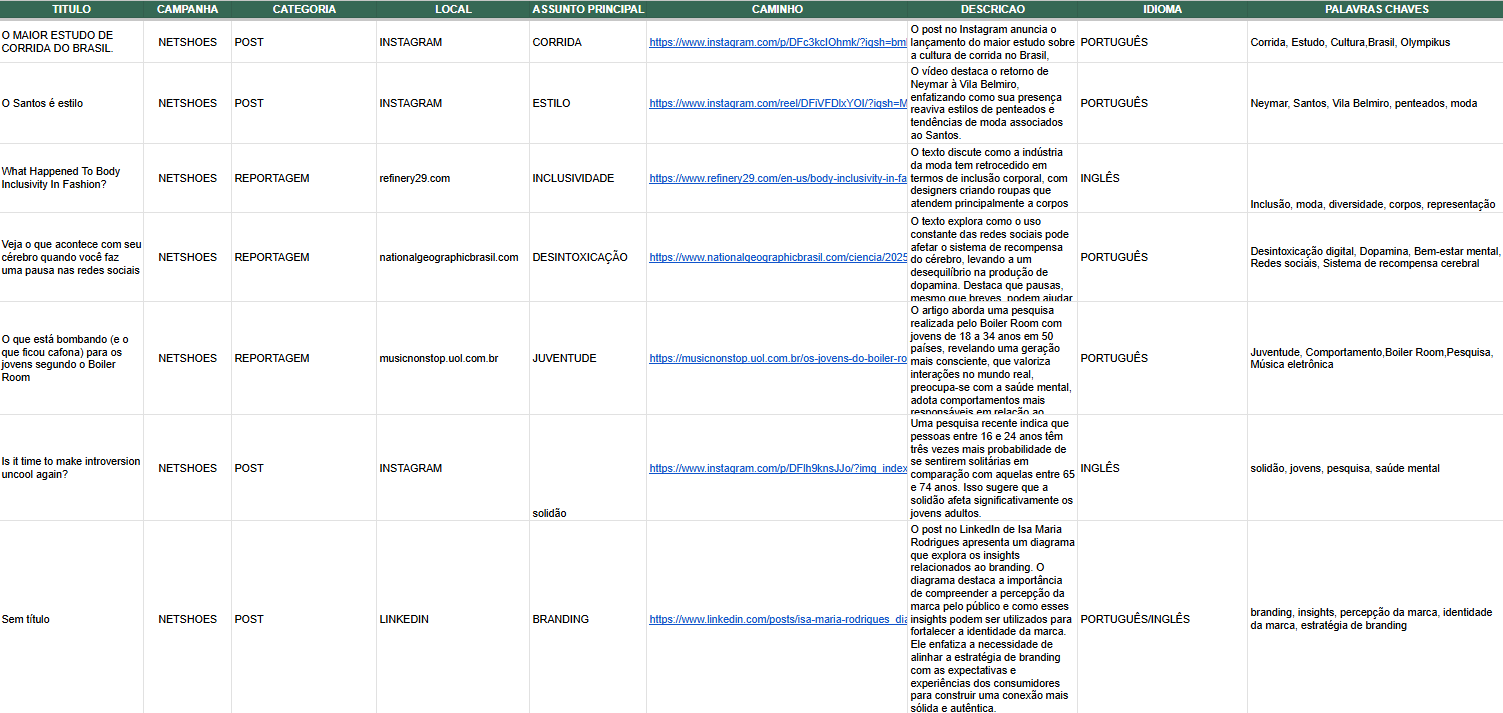 TITULO CAMPANHA CATEGORIA LOCAL ASSUNTO PRINCIPAL CAMINHO DESCRICAO IDIOMA PALAVRAS CHAVES
O MAIOR ESTUDO DE
CORRIDA DO BRASIL.
NETSHOES
POST
INSTAGRAM
CORRIDA
https://www.instagram.com/p/DFc3kclOhmk/?igsh=bm
O post no Instagram anuncia o
lançamento do maior estudo sobre
a cultura de corrida no Brasil,
PORTUGUÊS
Corrida, Estudo, Cultura,Brasil, Olympikus
O Santos é estilo
NETSHOES
POST
INSTAGRAM
ESTILO
https://www.instagram.com/reel/DFiVFDlxYOI/?igsh=M
O vídeo destaca o retorno de
Neymar à Vila Belmiro,
enfatizando como sua presença
reaviva estilos de penteados e
tendências de moda associados
ao Santos.
PORTUGUÊS
Neymar, Santos, Vila Belmiro, penteados, moda
What Happened To Body
Inclusivity In Fashion?
NETSHOES
REPORTAGEM
refinery29.com
INCLUSIVIDADE
https://www.refinery29.com/en-us/body-inclusivity-in-fa
O texto discute como a indústria
da moda tem retrocedido em
termos de inclusão corporal, com
designers criando roupas que
atendem principalmente a corpos
INGLÊS
Inclusão, moda, diversidade, corpos, representação
Veja o que acontece com seu
cérebro quando você faz
uma pausa nas redes sociais
NETSHOES
REPORTAGEM
nationalgeographicbrasil.com
DESINTOXICAÇÃO
https://www.nationalgeographicbrasil.com/ciencia/2025
O texto explora como o uso
constante das redes sociais pode
afetar o sistema de recompensa
do cérebro, levando a um
desequilíbrio na produção de
dopamina. Destaca que pausas,
mesmo que breves, podem ajudar
PORTUGUÊS
Desintoxicação digital, Dopamina, Bem-estar mental,
Redes sociais, Sistema de recompensa cerebral
O que está bombando (e o
que ficou cafona) para os
jovens segundo o Boiler
Room
NETSHOES
REPORTAGEM
musicnonstop.uol.com.br
JUVENTUDE
https://musicnonstop.uol.com.br/os-jovens-do-boiler-ro
O artigo aborda uma pesquisa
realizada pelo Boiler Room com
jovens de 18 a 34 anos em 50
países, revelando uma geração
mais consciente, que valoriza
interações no mundo real,
preocupa-se com a saúde mental,
adota comportamentos mais
responsáveis em relação ao
PORTUGUÊS
Juventude, Comportamento,Boiler Room,Pesquisa,
Música eletrônica
Is it time to make introversion
uncool again?
NETSHOES
POST
INSTAGRAM
solidão
https://www.instagram.com/p/DFlh9knsJJo/?img_index
Uma pesquisa recente indica que
pessoas entre 16 e 24 anos têm
três vezes mais probabilidade de
se sentirem solitárias em
comparação com aquelas entre 65
e 74 anos. Isso sugere que a
solidão afeta significativamente os
jovens adultos.
INGLÊS
solidão, jovens, pesquisa, saúde mental
Sem título
NETSHOES
POST
LINKEDIN
BRANDING
https://www.linkedin.com/posts/isa-maria-rodrigues_dia
O post no LinkedIn de Isa Maria
Rodrigues apresenta um diagrama
que explora os insights
relacionados ao branding. O
diagrama destaca a importância
de compreender a percepção da
marca pelo público e como esses
insights podem ser utilizados para
fortalecer a identidade da marca.
Ele enfatiza a necessidade de
alinhar a estratégia de branding
com as expectativas e
experiências dos consumidores
para construir uma conexão mais
sólida e autêntica.
PORTUGUÊS/INGLÊS
branding, insights, percepção da marca, identidade
da marca, estratégia de branding